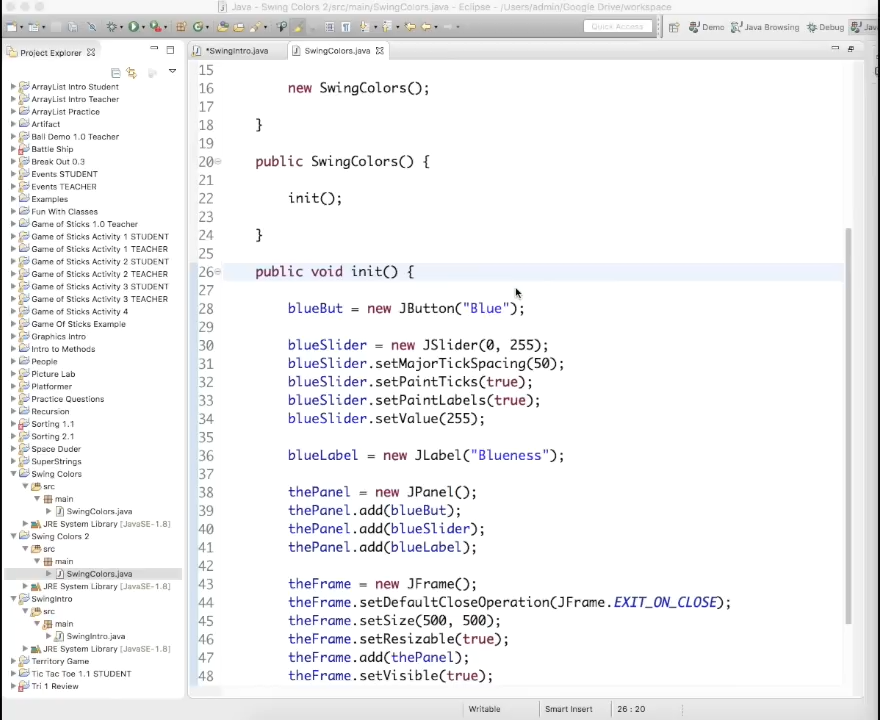 Java - Swing Colors 2/src/main/SwingColors.java - Eclipse - /Users/admin/Google Drive/workspace
Quick Access
Demo
Java Browsing
Debug
Java
Project Explorer
*SwingIntro.java
SwingColors.java
ArrayList Intro Student
ArrayList Intro Teacher
ArrayList Practice
Artifact
Ball Demo 1.0 Teacher
Battle Ship
Break Out 0.3
Events STUDENT
Events TEACHER
Examples
Fun With Classes
Game of Sticks 1.0 Teacher
Game of Sticks Activity 1 STUDENT
Game of Sticks Activity 1 TEACHER
Game of Sticks Activity 2 STUDENT
Game of Sticks Activity 2 TEACHER
Game of Sticks Activity 3 STUDENT
Game of Sticks Activity 3 TEACHER
Game of Sticks Activity 4
Game Of Sticks Example
Graphics Intro
Intro to Methods
People
Picture Lab
Platformer
Practice Questions
Recursion
Sorting 1.1
Sorting 2.1
Space Duder
SuperStrings
Swing Colors
src
main
SwingColors.java
JRE System Library [JavaSE-1.8]
Swing Colors 2
src
main
SwingColors.java
JRE System Library [JavaSE-1.8]
SwingIntro
src
main
SwingIntro.java
JRE System Library [JavaSE-1.8]
Territory Game
Tic Tac Toe 1.1 STUDENT
Tri 1 Review
15
16 new SwingColors();
17
18 }
19
20 public SwingColors() {
21
22 init();
23
24 }
25
26 public void init() {
27
28 blueBut = new JButton("Blue");
29
30 blueSlider = new JSlider(0, 255);
31 blueSlider.setMajorTickSpacing(50);
32 blueSlider.setPaintTicks(true);
33 blueSlider.setPaintLabels(true);
34 blueSlider.setValue(255);
35
36 blueLabel = new JLabel("Blueness");
37
38 thePanel = new JPanel();
39 thePanel.add(blueBut);
40 thePanel.add(blueSlider);
41 thePanel.add(blueLabel);
42
43 theFrame = new JFrame();
44 theFrame.setDefaultCloseOperation(JFrame.EXIT_ON_CLOSE);
45 theFrame.setSize(500, 500);
46 theFrame.setResizable(true);
47 theFrame.add(thePanel);
48 theFrame.setVisible(true);
Writable
Smart Insert
26 : 20